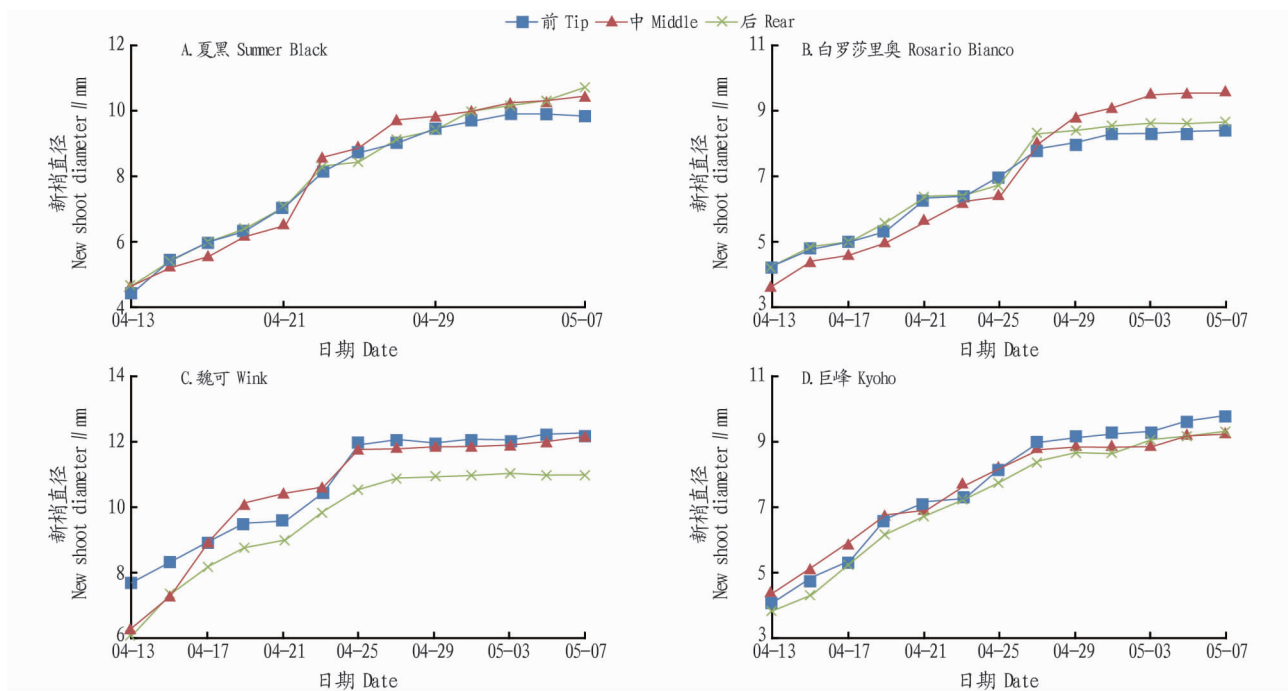 前 Tip 中 Middle 后 Rear
A.夏黑 Summer Black
新梢直径
New shoot diameter∥mm
12
10
8
6
4
04-13 04-21 04-29 05-07
日期 Date
B.白罗莎里奥 Rosario Bianco
新梢直径
New shoot diameter∥mm
11
9
7
5
3
04-13 04-17 04-21 04-25 04-29 05-03 05-07
日期 Date
C.魏可 Wink
新梢直径
New shoot diameter∥mm
14
12
10
8
6
04-13 04-17 04-21 04-25 04-29 05-03 05-07
日期 Date
D.巨峰 Kyoho
新梢直径
New shoot diameter∥mm
11
9
7
5
3
04-13 04-17 04-21 04-25 04-29 05-03 05-07
日期 Date